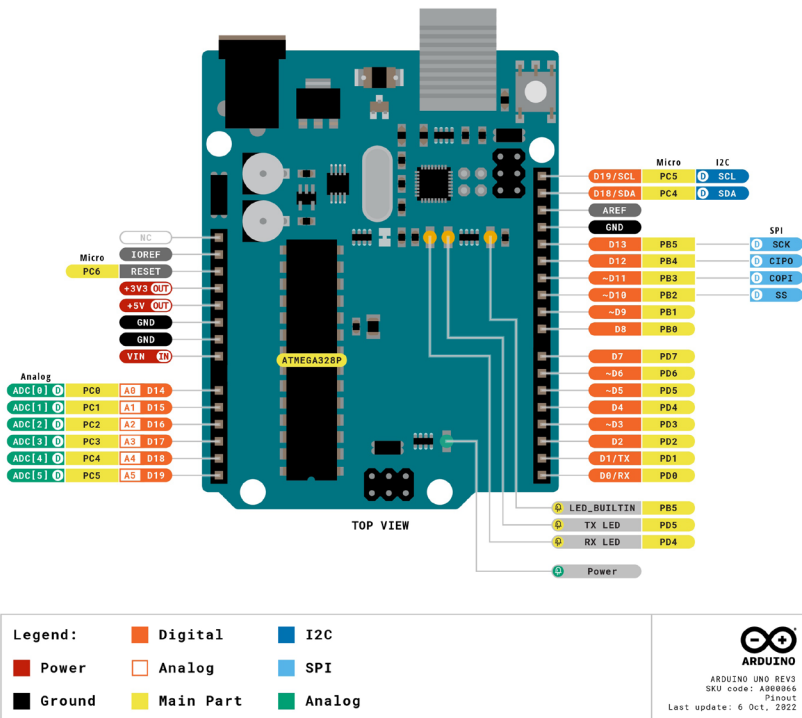 Micro I2C
D19/SCL PC5 D SCL
D18/SDA PC4 D SDA
AREF
GND
SPI
D13 PB5 D SCK
D12 PB4 D CIPO
~D11 PB3 D COPI
~D10 PB2 D SS
~D9 PB1
D8 PB0
D7 PD7
~D6 PD6
~D5 PD5
D4 PD4
~D3 PD3
D2 PD2
D1/TX PD1
D0/RX PD0
NC
IOREF
Micro
PC6 RESET
+3V3 OUT
+5V OUT
GND
GND
VIN IN
ATMEGA328P
Analog
ADC[0] D PC0 A0 D14
ADC[1] D PC1 A1 D15
ADC[2] D PC2 A2 D16
ADC[3] D PC3 A3 D17
ADC[4] D PC4 A4 D18
ADC[5] D PC5 A5 D19
LED_BUILTIN PB5
TX LED PD5
RX LED PD4
Power
TOP VIEW
Legend:
Digital
I2C
Power
Analog
SPI
Ground
Main Part
Analog
ARDUINO
ARDUINO UNO REV3
SKU code: A000066
Pinout
Last update: 6 Oct, 2022